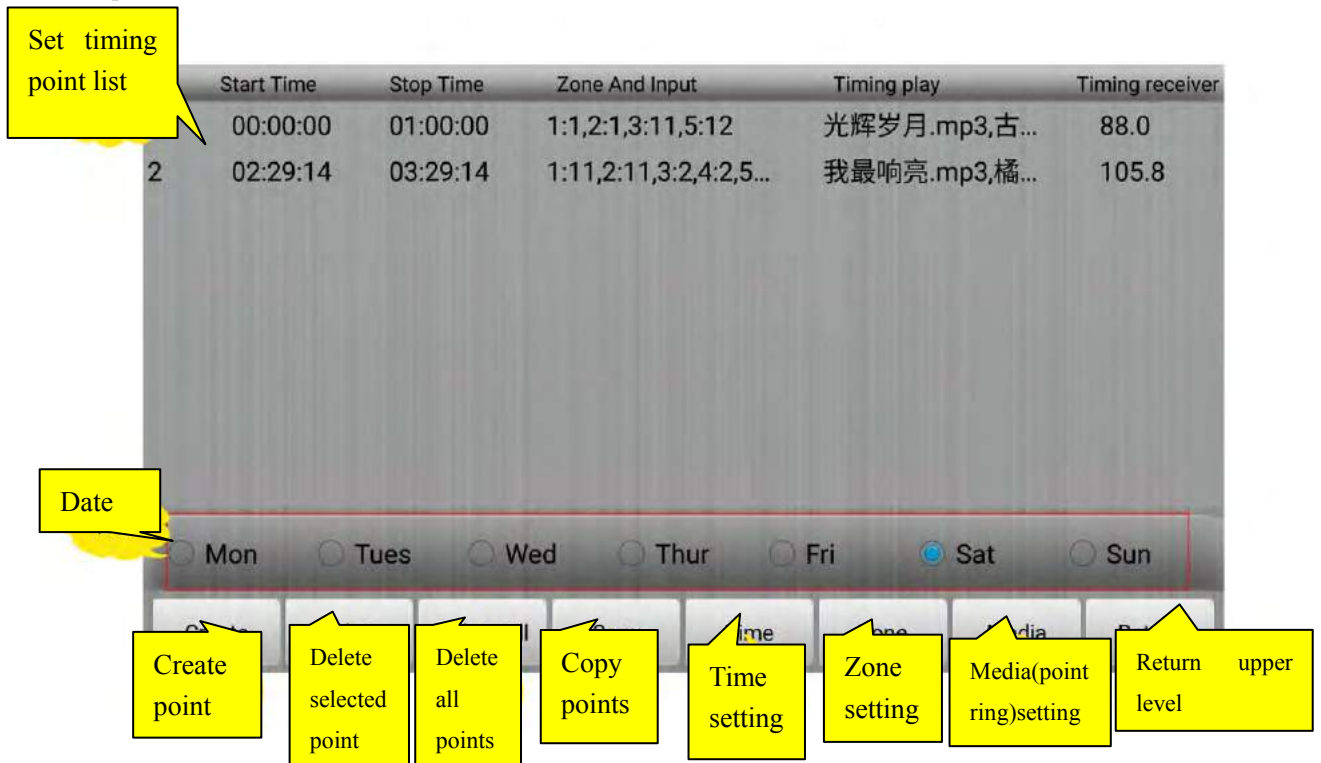 Set timing
point list
Start Time Stop Time Zone And Input Timing play Timing receiver
00:00:00 01:00:00 1:1,2:1,3:11,5:12 光辉岁月.mp3,古... 88.0
2 02:29:14 03:29:14 1:11,2:11,3:2,4:2,5... 我最响亮.mp3,橘... 105.8
Date
Mon Tues Wed Thur Fri Sat Sun
Create
point
Delete
selected
point
Delete
all
points
Copy
points
Time
setting
Zone
setting
Media(point
ring)setting
Return upper
level